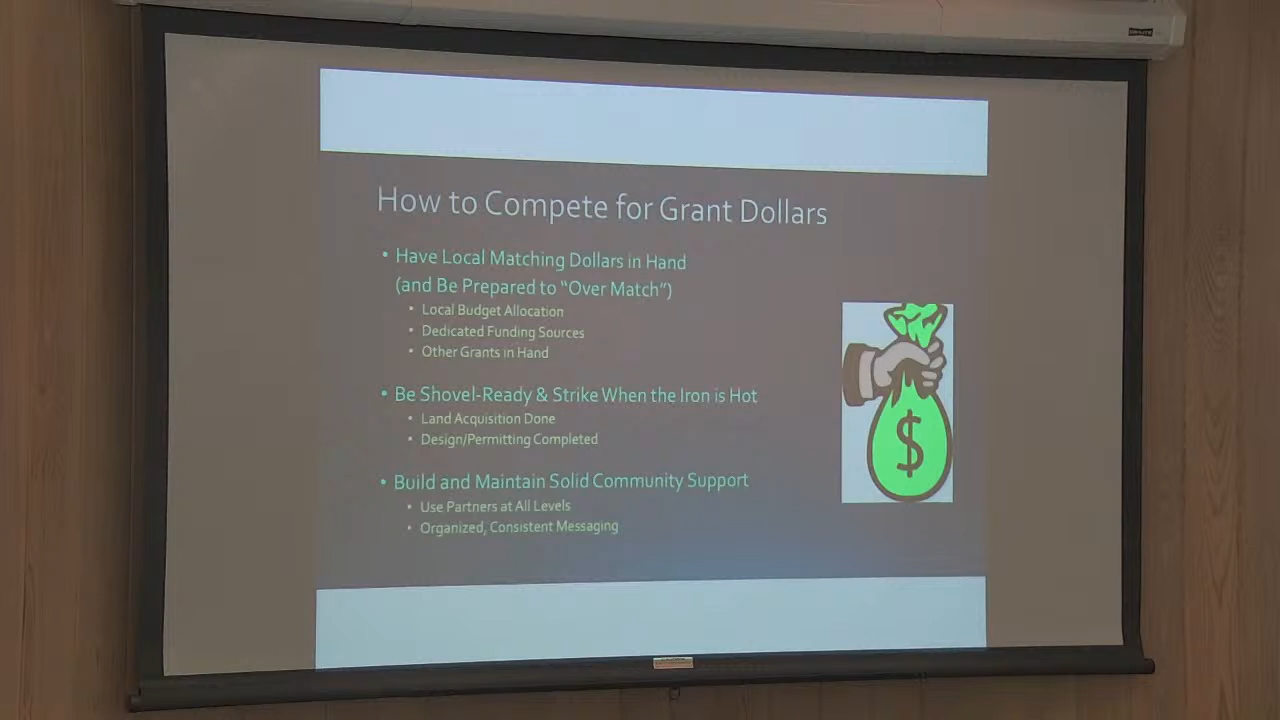 How to Compete for Grant Dollars
• Have Local Matching Dollars in Hand
(and Be Prepared to “Over Match”)
• Local Budget Allocation
• Dedicated Funding Sources
• Other Grants in Hand
• Be Shovel-Ready & Strike When the Iron is Hot
• Land Acquisition Done
• Design/Permitting Completed
• Build and Maintain Solid Community Support
• Use Partners at All Levels
• Organized, Consistent Messaging
$